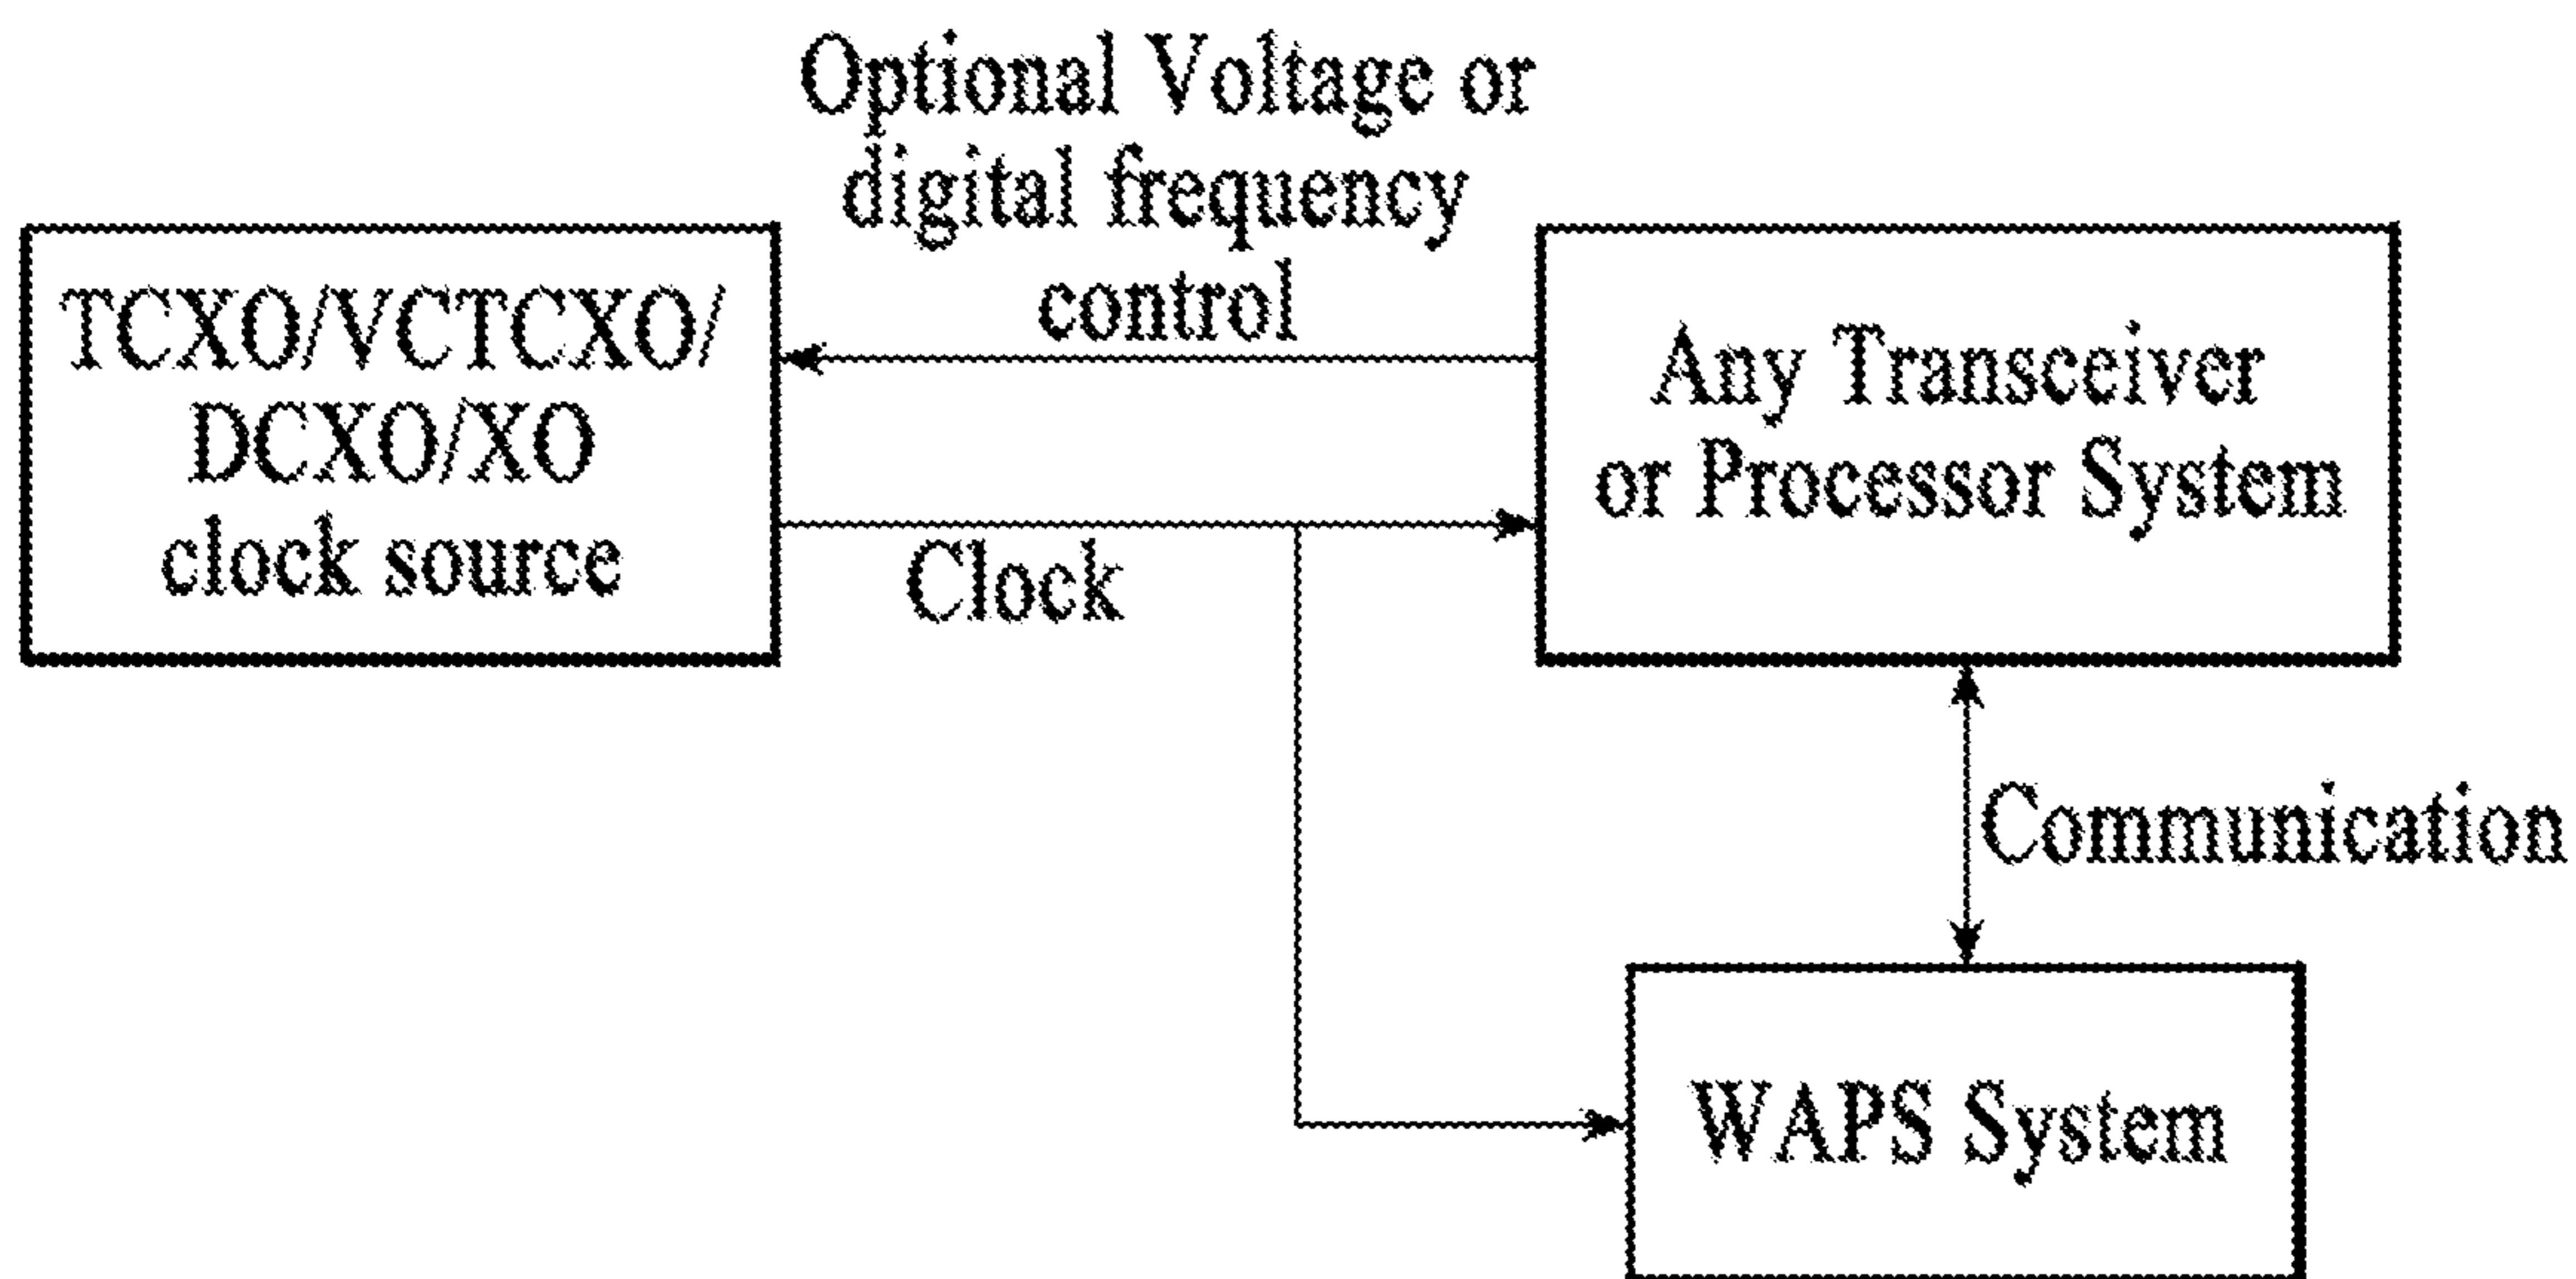 Optional Voltage or
digital frequency
control
TCXO/VCTCXO/
DCXO/XO
clock source
Any Transceiver
or Processor System
Clock
Communication
WAPS System